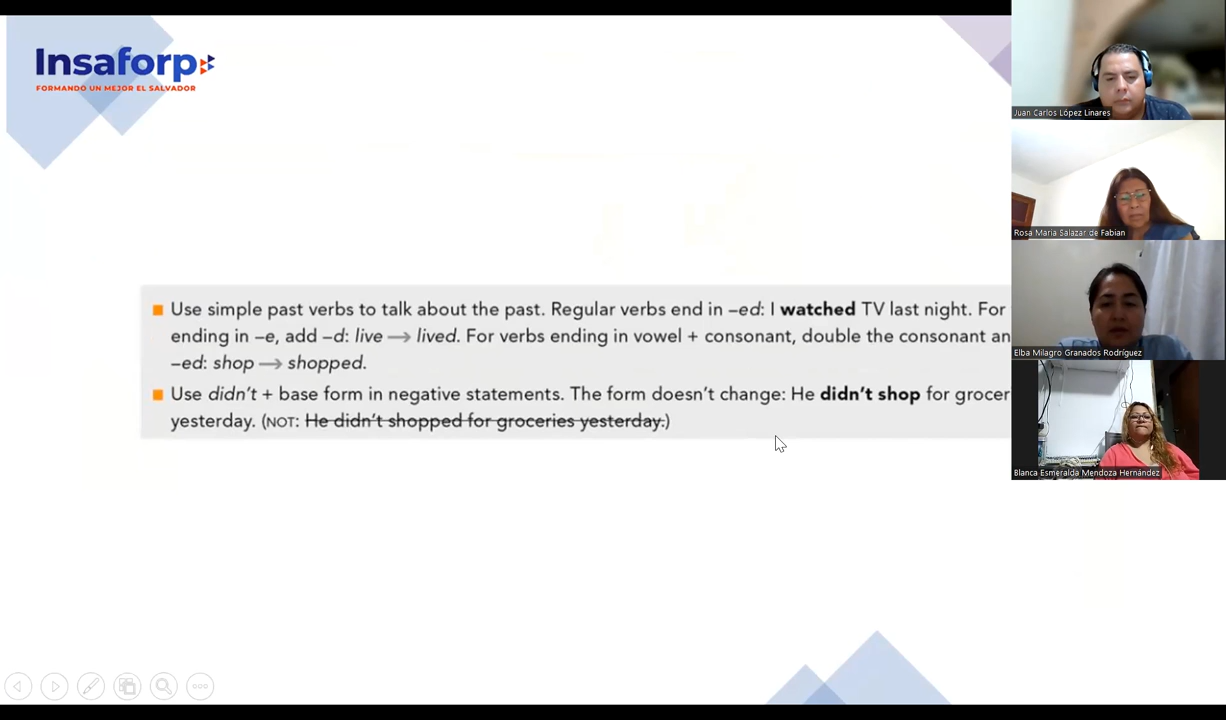 Insaforp
FORMANDO UN MEJOR EL SALVADOR
Use simple past verbs to talk about the past. Regular verbs end in –ed: I watched TV last night. For
ending in –e, add –d: live → lived. For verbs ending in vowel + consonant, double the consonant an
–ed: shop → shopped.
Use didn't + base form in negative statements. The form doesn't change: He didn't shop for grocer
yesterday. (NOT: He didn't shopped for groceries yesterday.)
Juan Carlos López Linares
Rosa Maria Salazar de Fabian
Elba Milagro Granados Rodríguez
Blanca Esmeralda Mendoza Hernández